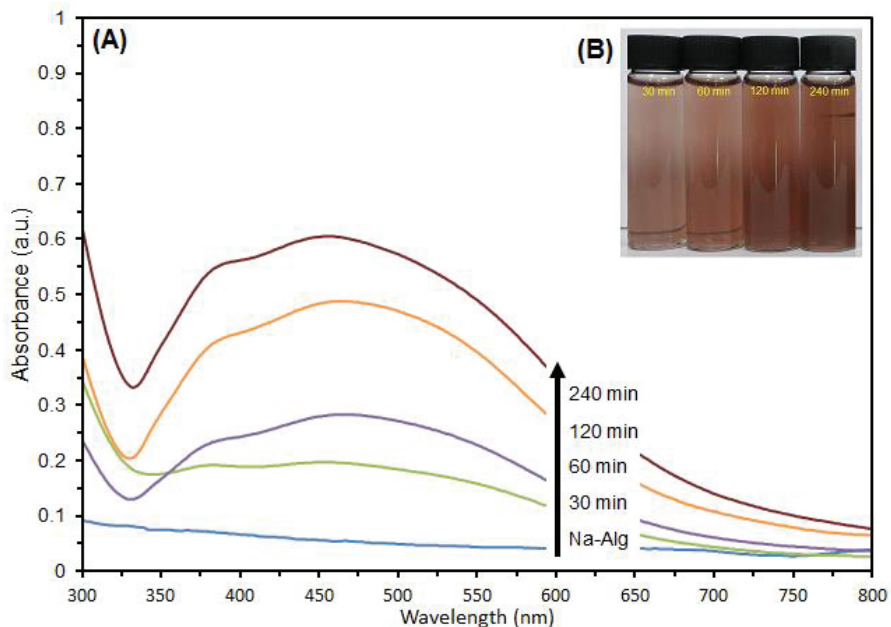 (A)
(B)
30 min 60 min 120 min 240 min
1
0.9
0.8
0.7
0.6
0.5
0.4
0.3
0.2
0.1
0
Absorbance (a.u.)
240 min
120 min
60 min
30 min
Na-Alg
300 350 400 450 500 550 600 650 700 750 800
Wavelength (nm)